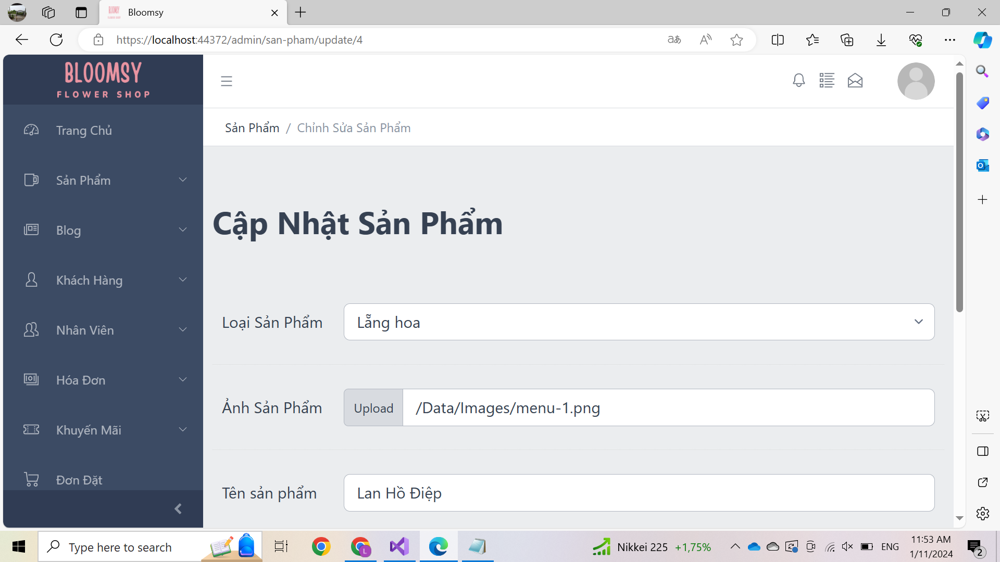 Bloomsy
https://localhost:44372/admin/san-pham/update/4
BLOOMSY
FLOWER SHOP
Trang Chủ
Sản Phẩm
Blog
Khách Hàng
Nhân Viên
Hóa Đơn
Khuyến Mãi
Đơn Đặt
Sản Phẩm / Chỉnh Sửa Sản Phẩm
Cập Nhật Sản Phẩm
Loại Sản Phẩm
Lẵng hoa
Ảnh Sản Phẩm
Upload
/Data/Images/menu-1.png
Tên sản phẩm
Lan Hồ Điệp
Type here to search
Nikkei 225 +1,75%
ENG
11:53 AM
1/11/2024
2